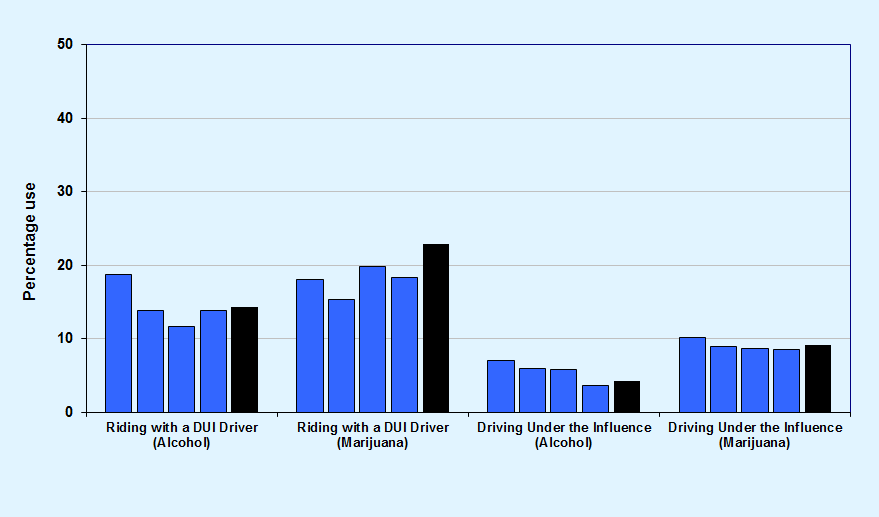 50
40
30
20
10
0
Percentage use
Riding with a DUI Driver
(Alcohol)
Riding with a DUI Driver
(Marijuana)
Driving Under the Influence
(Alcohol)
Driving Under the Influence
(Marijuana)